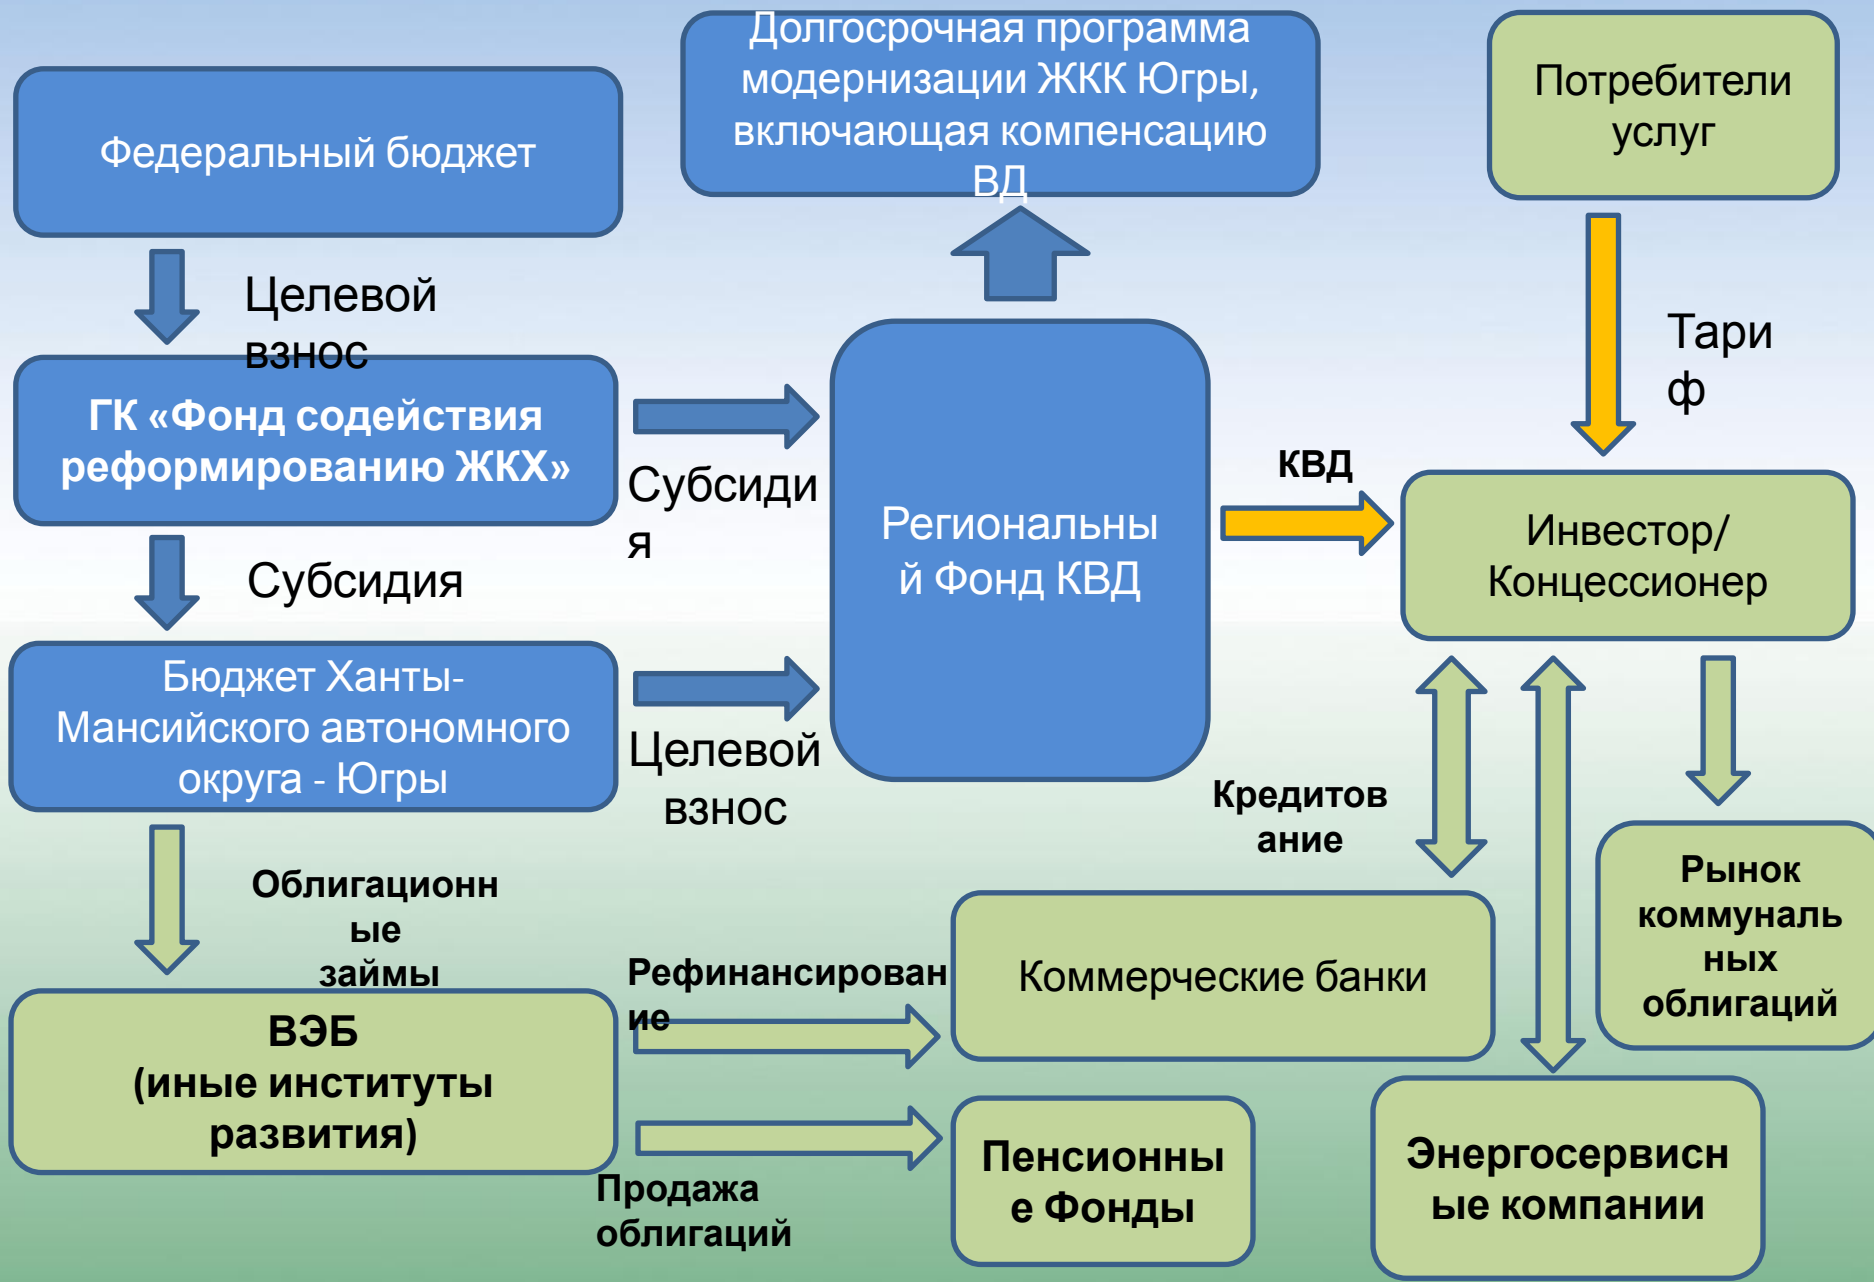 Долгосрочная программа
модернизации ЖКК Югры,
включающая компенсацию
ВД
Потребители
услуг
Федеральный бюджет
Целевой
взнос
Тари
ф
ГК «Фонд содействия
реформированию ЖКХ»
Субсиди
я
Региональны
й Фонд КВД
КВД
Инвестор/
Концессионер
Субсидия
Бюджет Ханты-
Мансийского автономного
округа - Югры
Целевой
взнос
Кредитов
ание
Облигационн
ые
займы
Рефинансирован
ие
Коммерческие банки
Рынок
коммуналь
ных
облигаций
ВЭБ
(иные институты
развития)
Продажа
облигаций
Пенсионны
е Фонды
Энергосервисн
ые компании